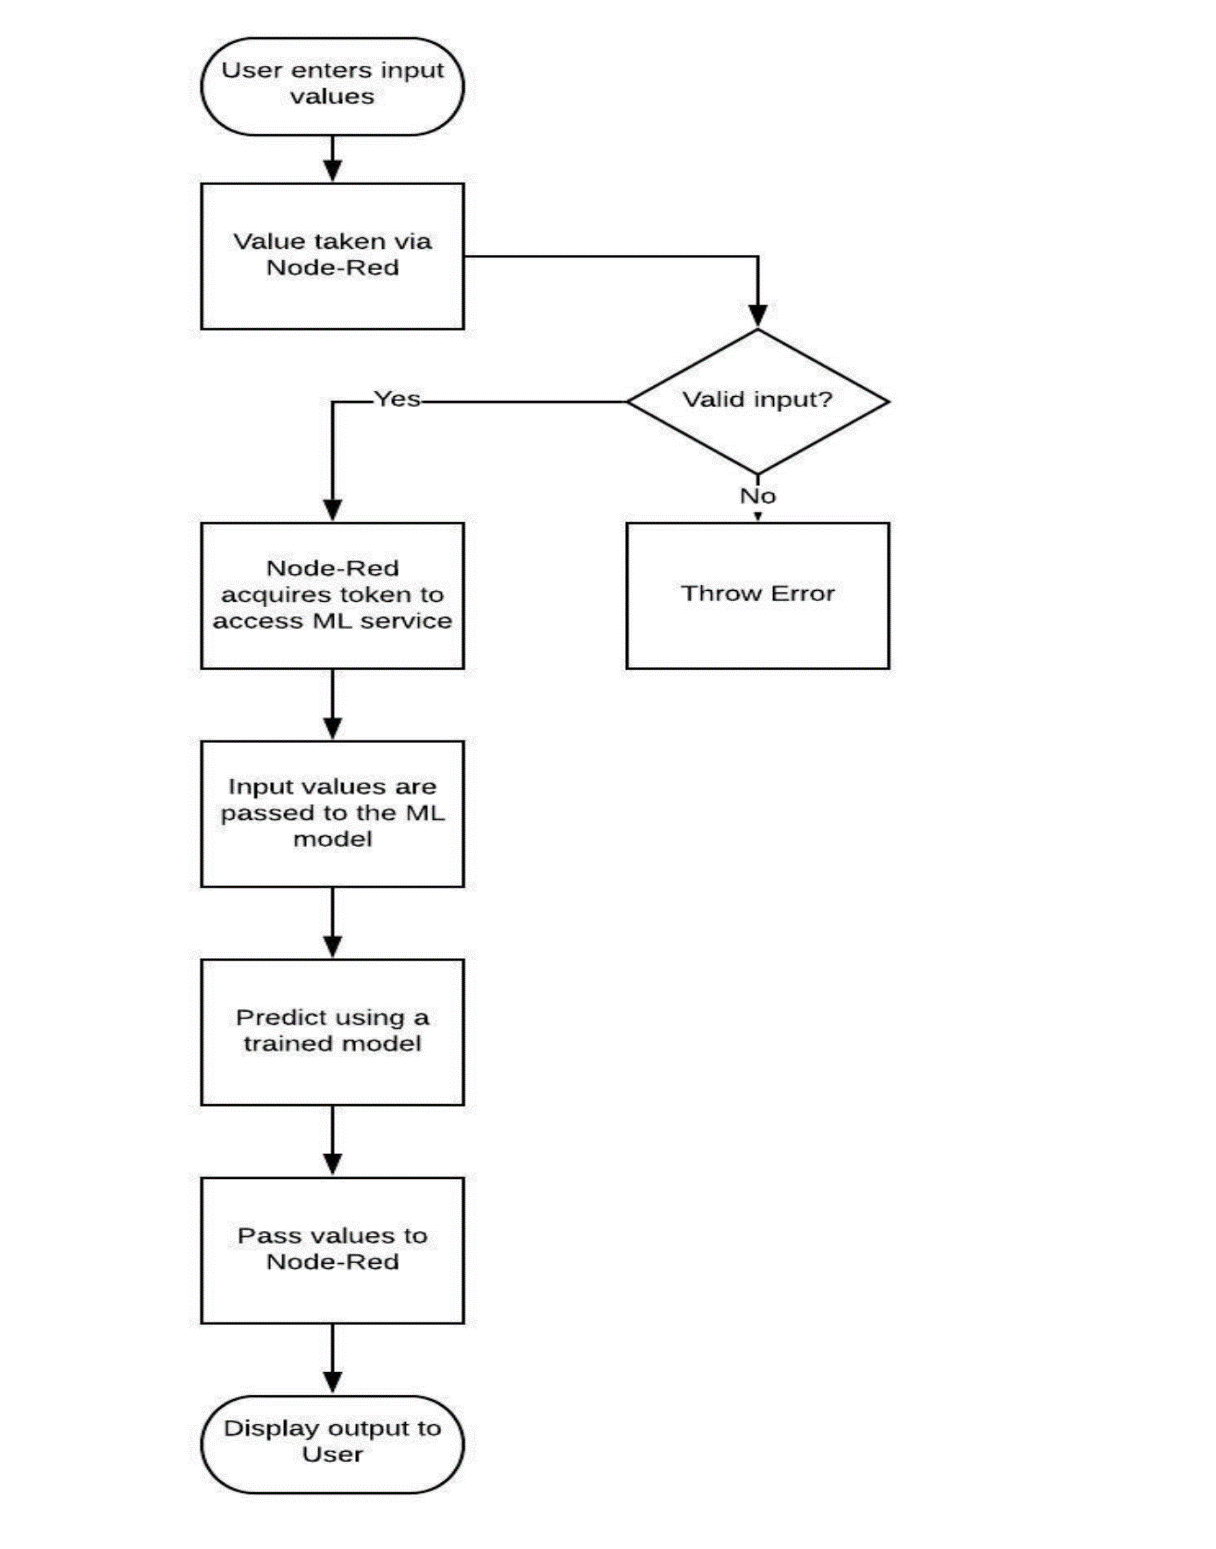 User enters input
values
Value taken via
Node-Red
Valid input?
Yes
No
Node-Red
acquires token to
access ML service
Throw Error
Input values are
passed to the ML
model
Predict using a
trained model
Pass values to
Node-Red
Display output to
User